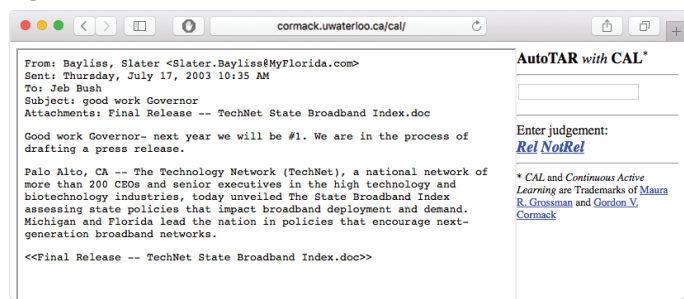 cormack.uwaterloo.ca/cal/
From: Bayliss, Slater <Slater.Bayliss@MyFlorida.com>
Sent: Thursday, July 17, 2003 10:35 AM
To: Jeb Bush
Subject: good work Governor
Attachments: Final Release -- TechNet State Broadband Index.doc
Good work Governor- next year we will be #1. We are in the process of
drafting a press release.
Palo Alto, CA -- The Technology Network (TechNet), a national network of
more than 200 CEOs and senior executives in the high technology and
biotechnology industries, today unveiled The State Broadband Index
assessing state policies that impact broadband deployment and demand.
Michigan and Florida lead the nation in policies that encourage next-
generation broadband networks.
<<Final Release -- TechNet State Broadband Index.doc>>
AutoTAR with CAL*
Enter judgement:
Rel NotRel
* CAL and Continuous Active
Learning are Trademarks of Maura
R. Grossman and Gordon V.
Cormack